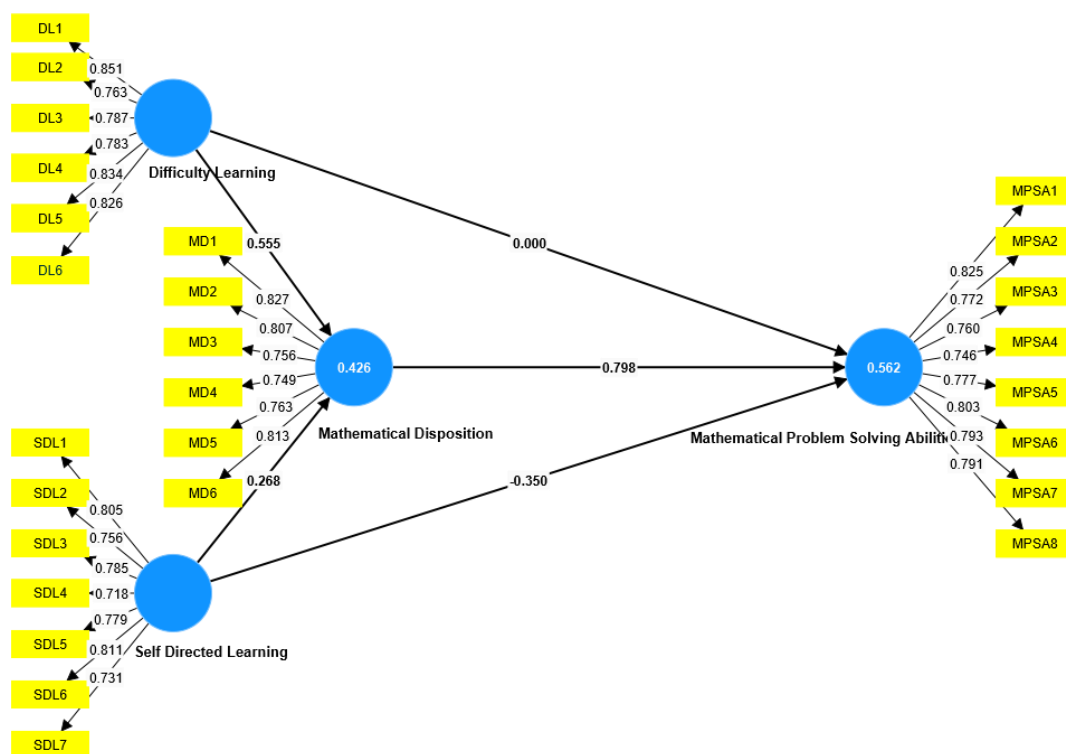 DL1
DL2
DL3
DL4
DL5
DL6
0.851
0.763
0.787
0.783
0.834
0.826
Difficulty Learning
0.555
0.000
MD1
MD2
MD3
MD4
MD5
MD6
0.827
0.807
0.756
0.749
0.763
0.813
0.426
Mathematical Disposition
0.798
0.268
-0.350
SDL1
SDL2
SDL3
SDL4
SDL5
SDL6
SDL7
0.805
0.756
0.785
0.718
0.779
0.811
0.731
Self Directed Learning
0.562
Mathematical Problem Solving Abiliti
0.825
0.772
0.760
0.746
0.777
0.803
0.793
0.791
MPSA1
MPSA2
MPSA3
MPSA4
MPSA5
MPSA6
MPSA7
MPSA8